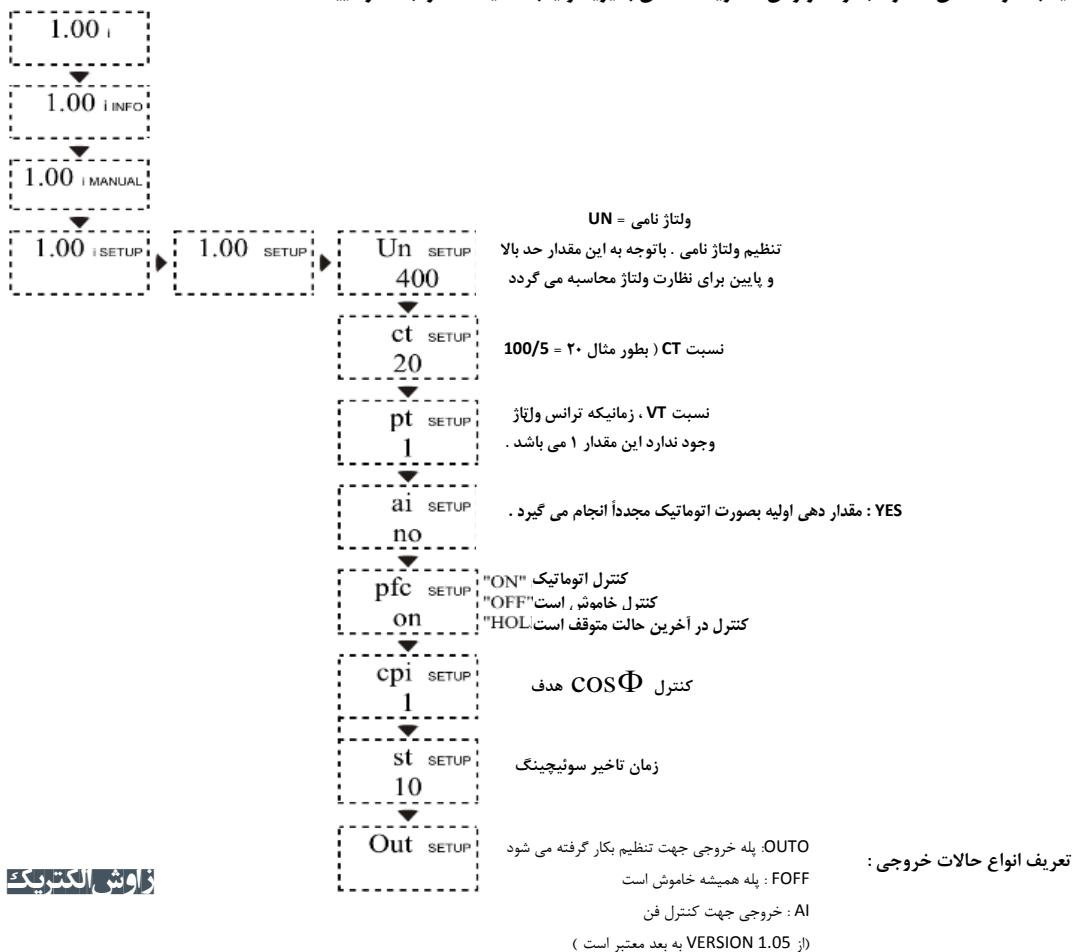 1.00 i
1.00 i INFO
1.00 i MANUAL
1.00 i SETUP
1.00 SETUP
Un SETUP
400
ولتاژ نامی = UN
تنظیم ولتاژ نامی . باتوجه به این مقدار حد بالا
و پایین برای نظارت ولتاژ محاسبه می گردد
ct SETUP
20
نسبت CT ( بطور مثال ۲۰ = 100/5
pt SETUP
1
نسبت VT ، زمانیکه ترانس ولتاژ
وجود ندارد این مقدار ۱ می باشد .
ai SETUP
no
YES : مقدار دهی اولیه بصورت اتوماتیک مجدداً انجام می گیرد .
pfc SETUP
on
"ON" کنترل اتوماتیک
"OFF" کنترل خاموش است
"HOL کنترل در آخرین حالت متوقف است
cpi SETUP
1
کنترل cosΦ هدف
st SETUP
10
زمان تاخیر سوئیچینگ
Out SETUP
تعریف انواع حالات خروجی :
OUTO: پله خروجی جهت تنظیم بکار گرفته می شود
FOFF : پله همیشه خاموش است
AI : خروجی جهت کنترل فن
(از VERSION 1.05 به بعد معتبر است )
زاوش الکتریک